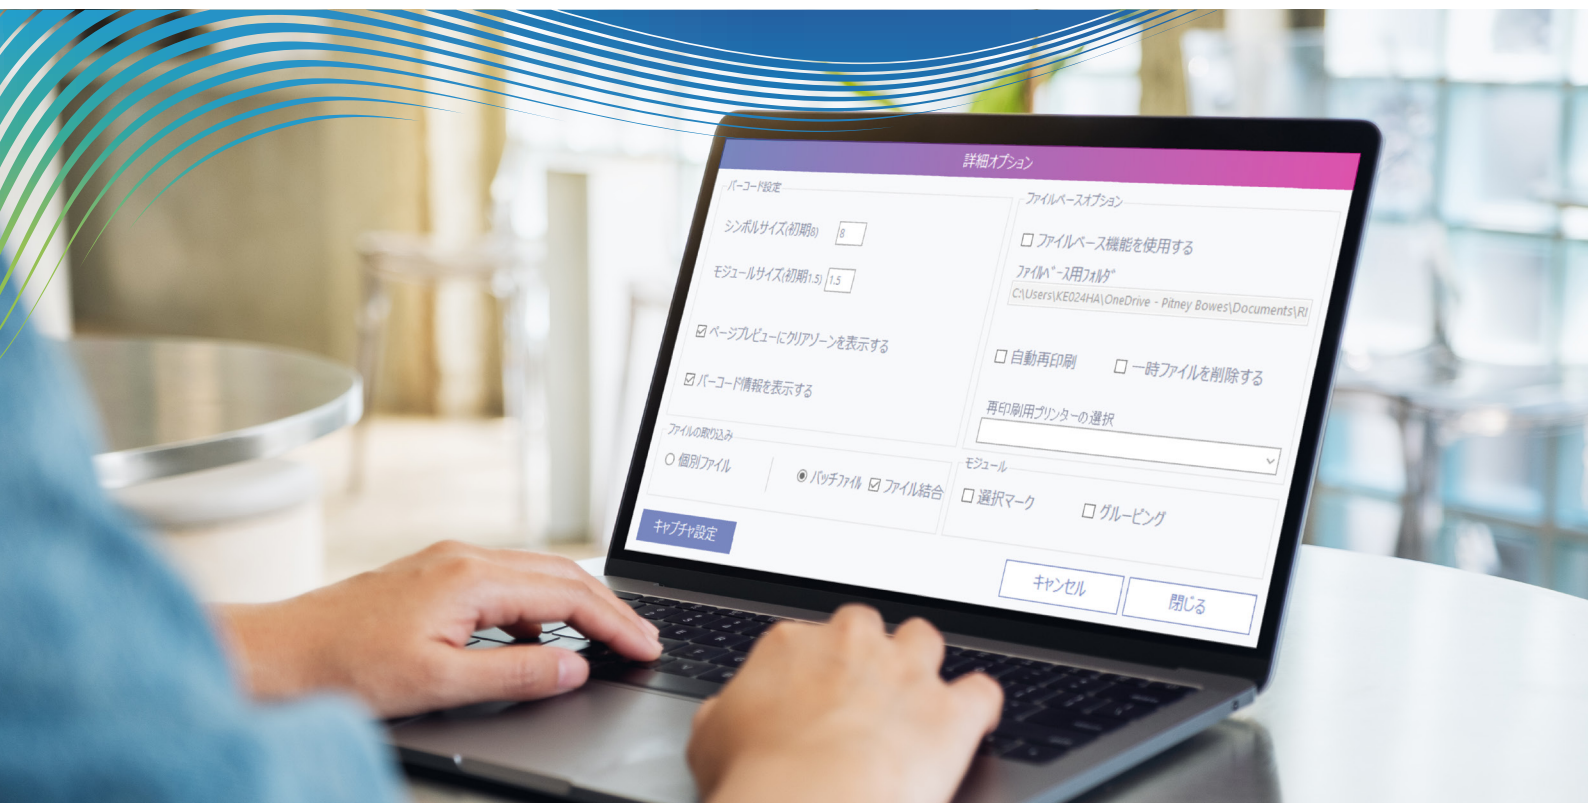 詳細オプション
バーコード設定
シンボルサイズ(初期8) 8
モジュールサイズ(初期1.5) 1.5
ページプレビューにクリアゾーンを表示する
バーコード情報を表示する
ファイルの取り込み
個別ファイル
バッチファイル ファイル結合
キャプチャ設定
ファイルベースオプション
ファイルベース機能を使用する
ファイルベース用フォルダ
C:\Users\KE024HA\OneDrive - Pitney Bowes\Documents\RI
自動再印刷 一時ファイルを削除する
再印刷用プリンターの選択
モジュール
選択マーク グルーピング
キャンセル 閉じる